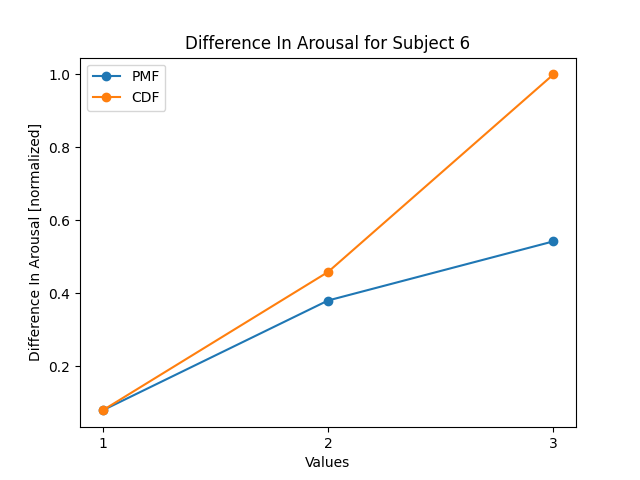 Difference In Arousal for Subject 6
PMF
CDF
Difference In Arousal [normalized]
1.0
0.8
0.6
0.4
0.2
1 2 3
Values